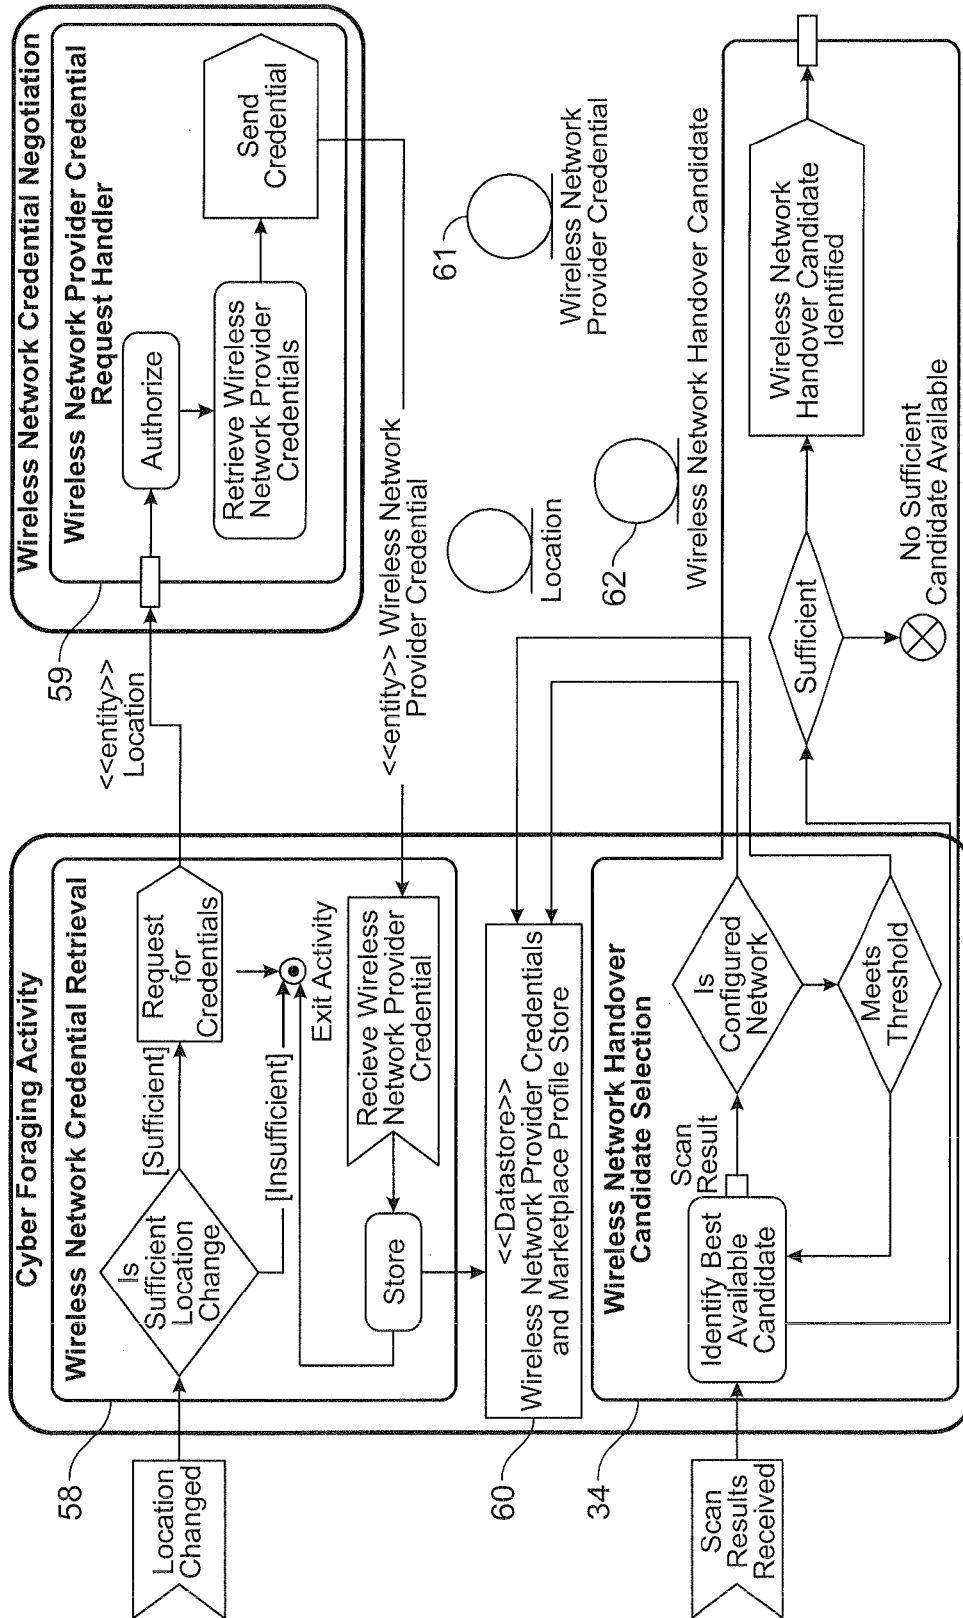 Cyber Foraging Activity
Wireless Network Credential Retrieval
58
Location
Changed
Is
Sufficient
Location
Change
[Sufficient]
[Insufficient]
Request
for
Credentials
Exit Activity
Recieve Wireless
Network Provider
Credential
Store
<<entity>>
Location
59
Wireless Network Credential Negotiation
Wireless Network Provider Credential
Request Handler
Authorize
Retrieve Wireless
Network Provider
Credentials
Send
Credential
<<entity>> Wireless Network
Provider Credential
60
<<Datastore>>
Wireless Network Provider Credentials
and Marketplace Profile Store
Location
61
Wireless Network
Provider Credential
62
Wireless Network Handover Candidate
34
Wireless Network Handover
Candidate Selection
Scan
Results
Received
Identify Best
Available
Candidate
Scan
Result
Is
Configured
Network
Meets
Threshold
Sufficient
No Sufficient
Candidate Available
Wireless Network
Handover Candidate
Identified